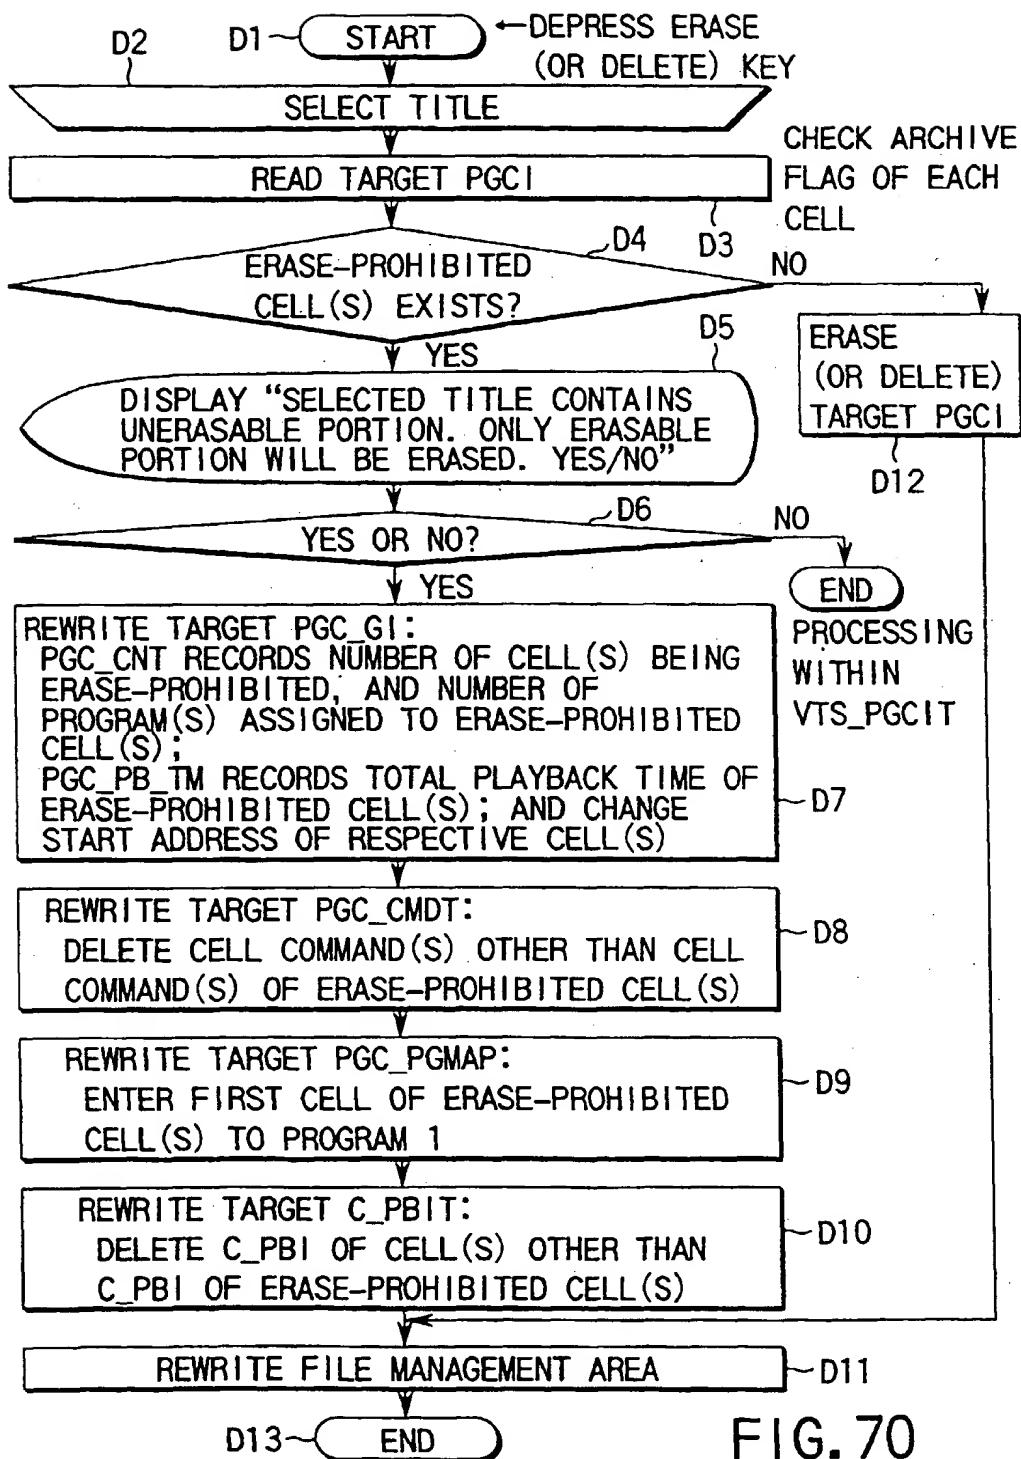 D1
START
←DEPRESS ERASE
(OR DELETE) KEY
D2
SELECT TITLE
READ TARGET PGCI
D3
CHECK ARCHIVE
FLAG OF EACH
CELL
D4
ERASE-PROHIBITED
CELL(S) EXISTS?
NO
YES
D5
DISPLAY “SELECTED TITLE CONTAINS
UNERASABLE PORTION. ONLY ERASABLE
PORTION WILL BE ERASED. YES/NO”
ERASE
(OR DELETE)
TARGET PGCI
D12
D6
YES OR NO?
NO
YES
END
PROCESSING
WITHIN
VTS_PGCIT
REWRITE TARGET PGC_GI:
PGC_CNT RECORDS NUMBER OF CELL(S) BEING
ERASE-PROHIBITED, AND NUMBER OF
PROGRAM(S) ASSIGNED TO ERASE-PROHIBITED
CELL(S);
PGC_PB_TM RECORDS TOTAL PLAYBACK TIME OF
ERASE-PROHIBITED CELL(S); AND CHANGE
START ADDRESS OF RESPECTIVE CELL(S)
D7
REWRITE TARGET PGC_CMDT:
DELETE CELL COMMAND(S) OTHER THAN CELL
COMMAND(S) OF ERASE-PROHIBITED CELL(S)
D8
REWRITE TARGET PGC_PGMAP:
ENTER FIRST CELL OF ERASE-PROHIBITED
CELL(S) TO PROGRAM 1
D9
REWRITE TARGET C_PBIT:
DELETE C_PBI OF CELL(S) OTHER THAN
C_PBI OF ERASE-PROHIBITED CELL(S)
D10
REWRITE FILE MANAGEMENT AREA
D11
D13
END
FIG. 70